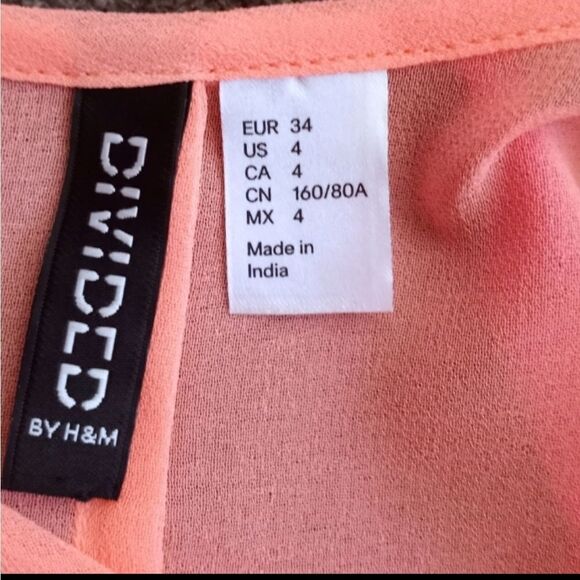 DIVIDED
BY H&M
EUR 34
US 4
CA 4
CN 160/80A
MX 4
Made in
India